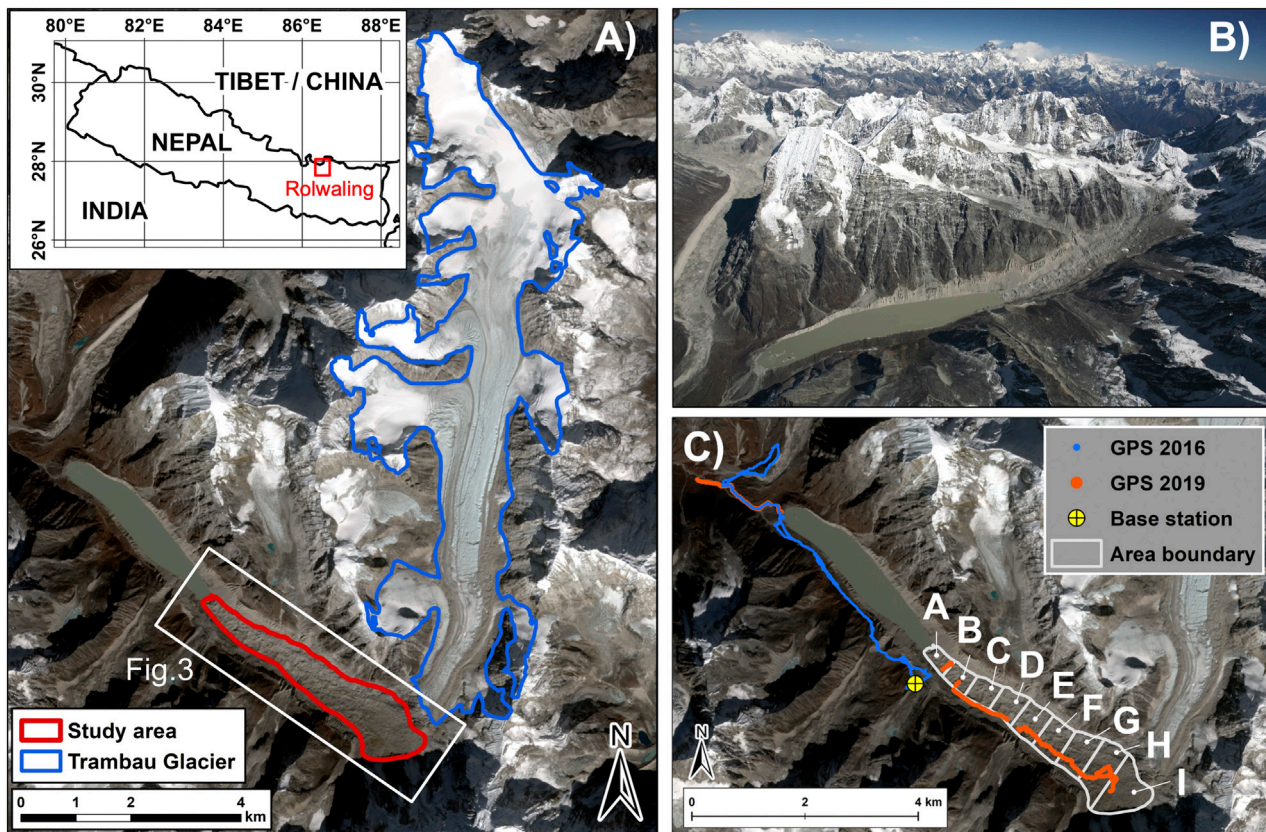 80°E 82°E 84°E 86°E 88°E
30°N
28°N
26°N
TIBET / CHINA
NEPAL
Rolwaling
INDIA
A)
Fig.3
Study area
Trambau Glacier
0 1 2 4
km
N
B)
C)
GPS 2016
GPS 2019
Base station
Area boundary
A
B
C
D
E
F
G
H
I
N
0 2 4 km